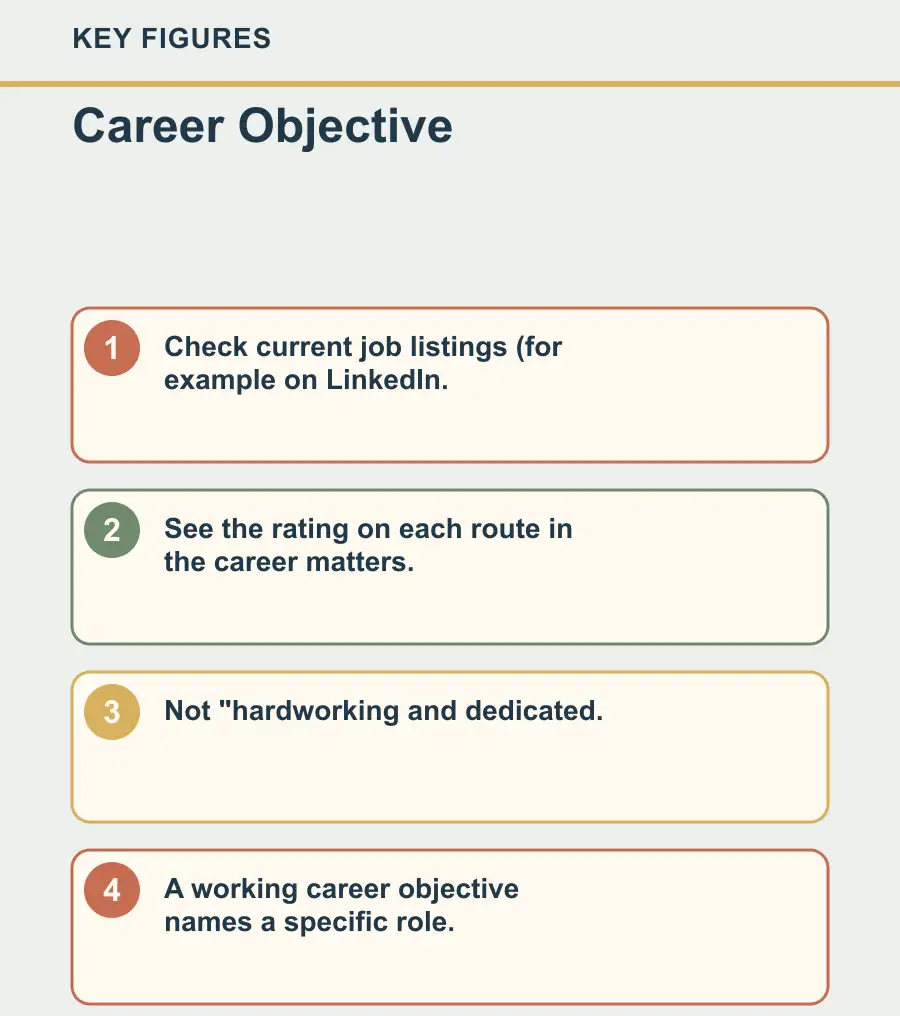 KEY FIGURES
Career Objective
1
Check current job listings (for
example on LinkedIn.
2
See the rating on each route in
the career matters.
3
Not "hardworking and dedicated.
4
A working career objective
names a specific role.